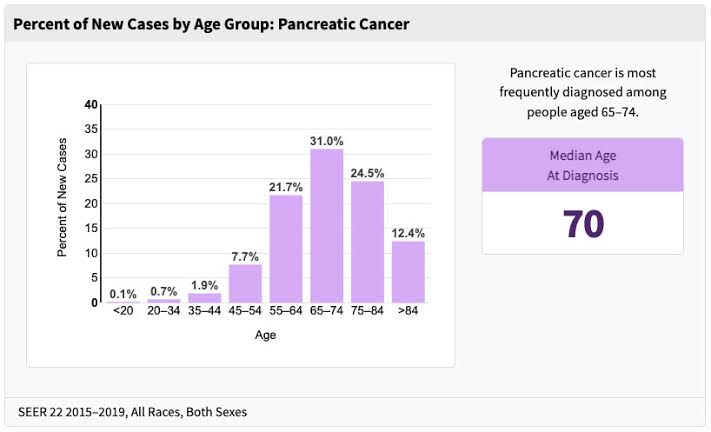 Percent of New Cases by Age Group: Pancreatic Cancer
Percent of New Cases
40
35
30
25
20
15
10
5
0
0.1%
0.7%
1.9%
7.7%
21.7%
31.0%
24.5%
12.4%
<20 20–34 35–44 45–54 55–64 65–74 75–84 >84
Age
Pancreatic cancer is most
frequently diagnosed among
people aged 65–74.
Median Age
At Diagnosis
70
SEER 22 2015–2019, All Races, Both Sexes